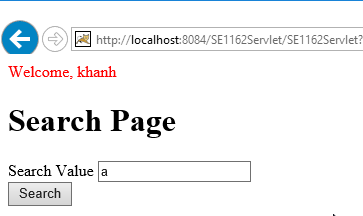 http://localhost:8084/SE1162Servlet/SE1162Servlet?
Welcome, khanh
Search Page
Search Value a
Search